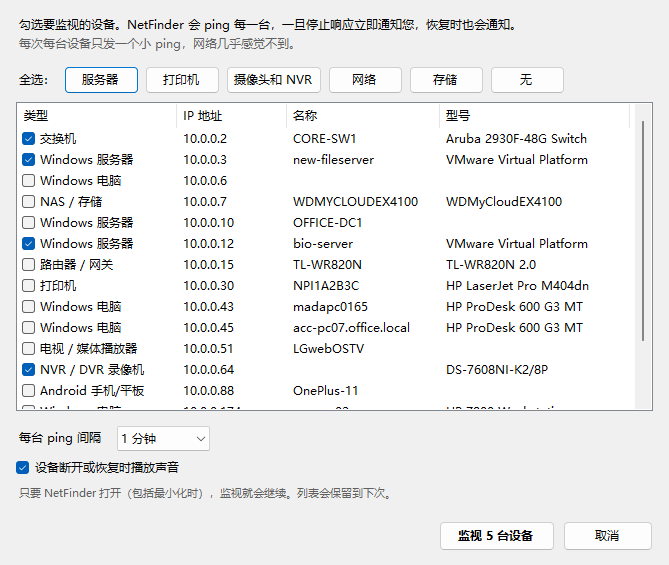 勾选要监视的设备。NetFinder 会 ping 每一台，一旦停止响应立即通知您，恢复时也会通知。
每次每台设备只发一个小 ping，网络几乎感觉不到。
全选： 服务器 打印机 摄像头和 NVR 网络 存储 无
类型 IP 地址 名称 型号
交换机 10.0.0.2 CORE-SW1 Aruba 2930F-48G Switch
Windows 服务器 10.0.0.3 new-fileserver VMware Virtual Platform
Windows 电脑 10.0.0.6
NAS / 存储 10.0.0.7 WDMYCLOUDEX4100 WDMyCloudEX4100
Windows 服务器 10.0.0.10 OFFICE-DC1
Windows 服务器 10.0.0.12 bio-server VMware Virtual Platform
路由器 / 网关 10.0.0.15 TL-WR820N TL-WR820N 2.0
打印机 10.0.0.30 NPI1A2B3C HP LaserJet Pro M404dn
Windows 电脑 10.0.0.43 madapc0165 HP ProDesk 600 G3 MT
Windows 电脑 10.0.0.45 acc-pc07.office.local HP ProDesk 600 G3 MT
电视 / 媒体播放器 10.0.0.51 LGwebOSTV
NVR / DVR 录像机 10.0.0.64 DS-7608NI-K2/8P
Android 手机/平板 10.0.0.88 OnePlus-11
每台 ping 间隔 1 分钟
设备断开或恢复时播放声音
只要 NetFinder 打开（包括最小化时），监视就会继续。列表会保留到下次。
监视 5 台设备 取消